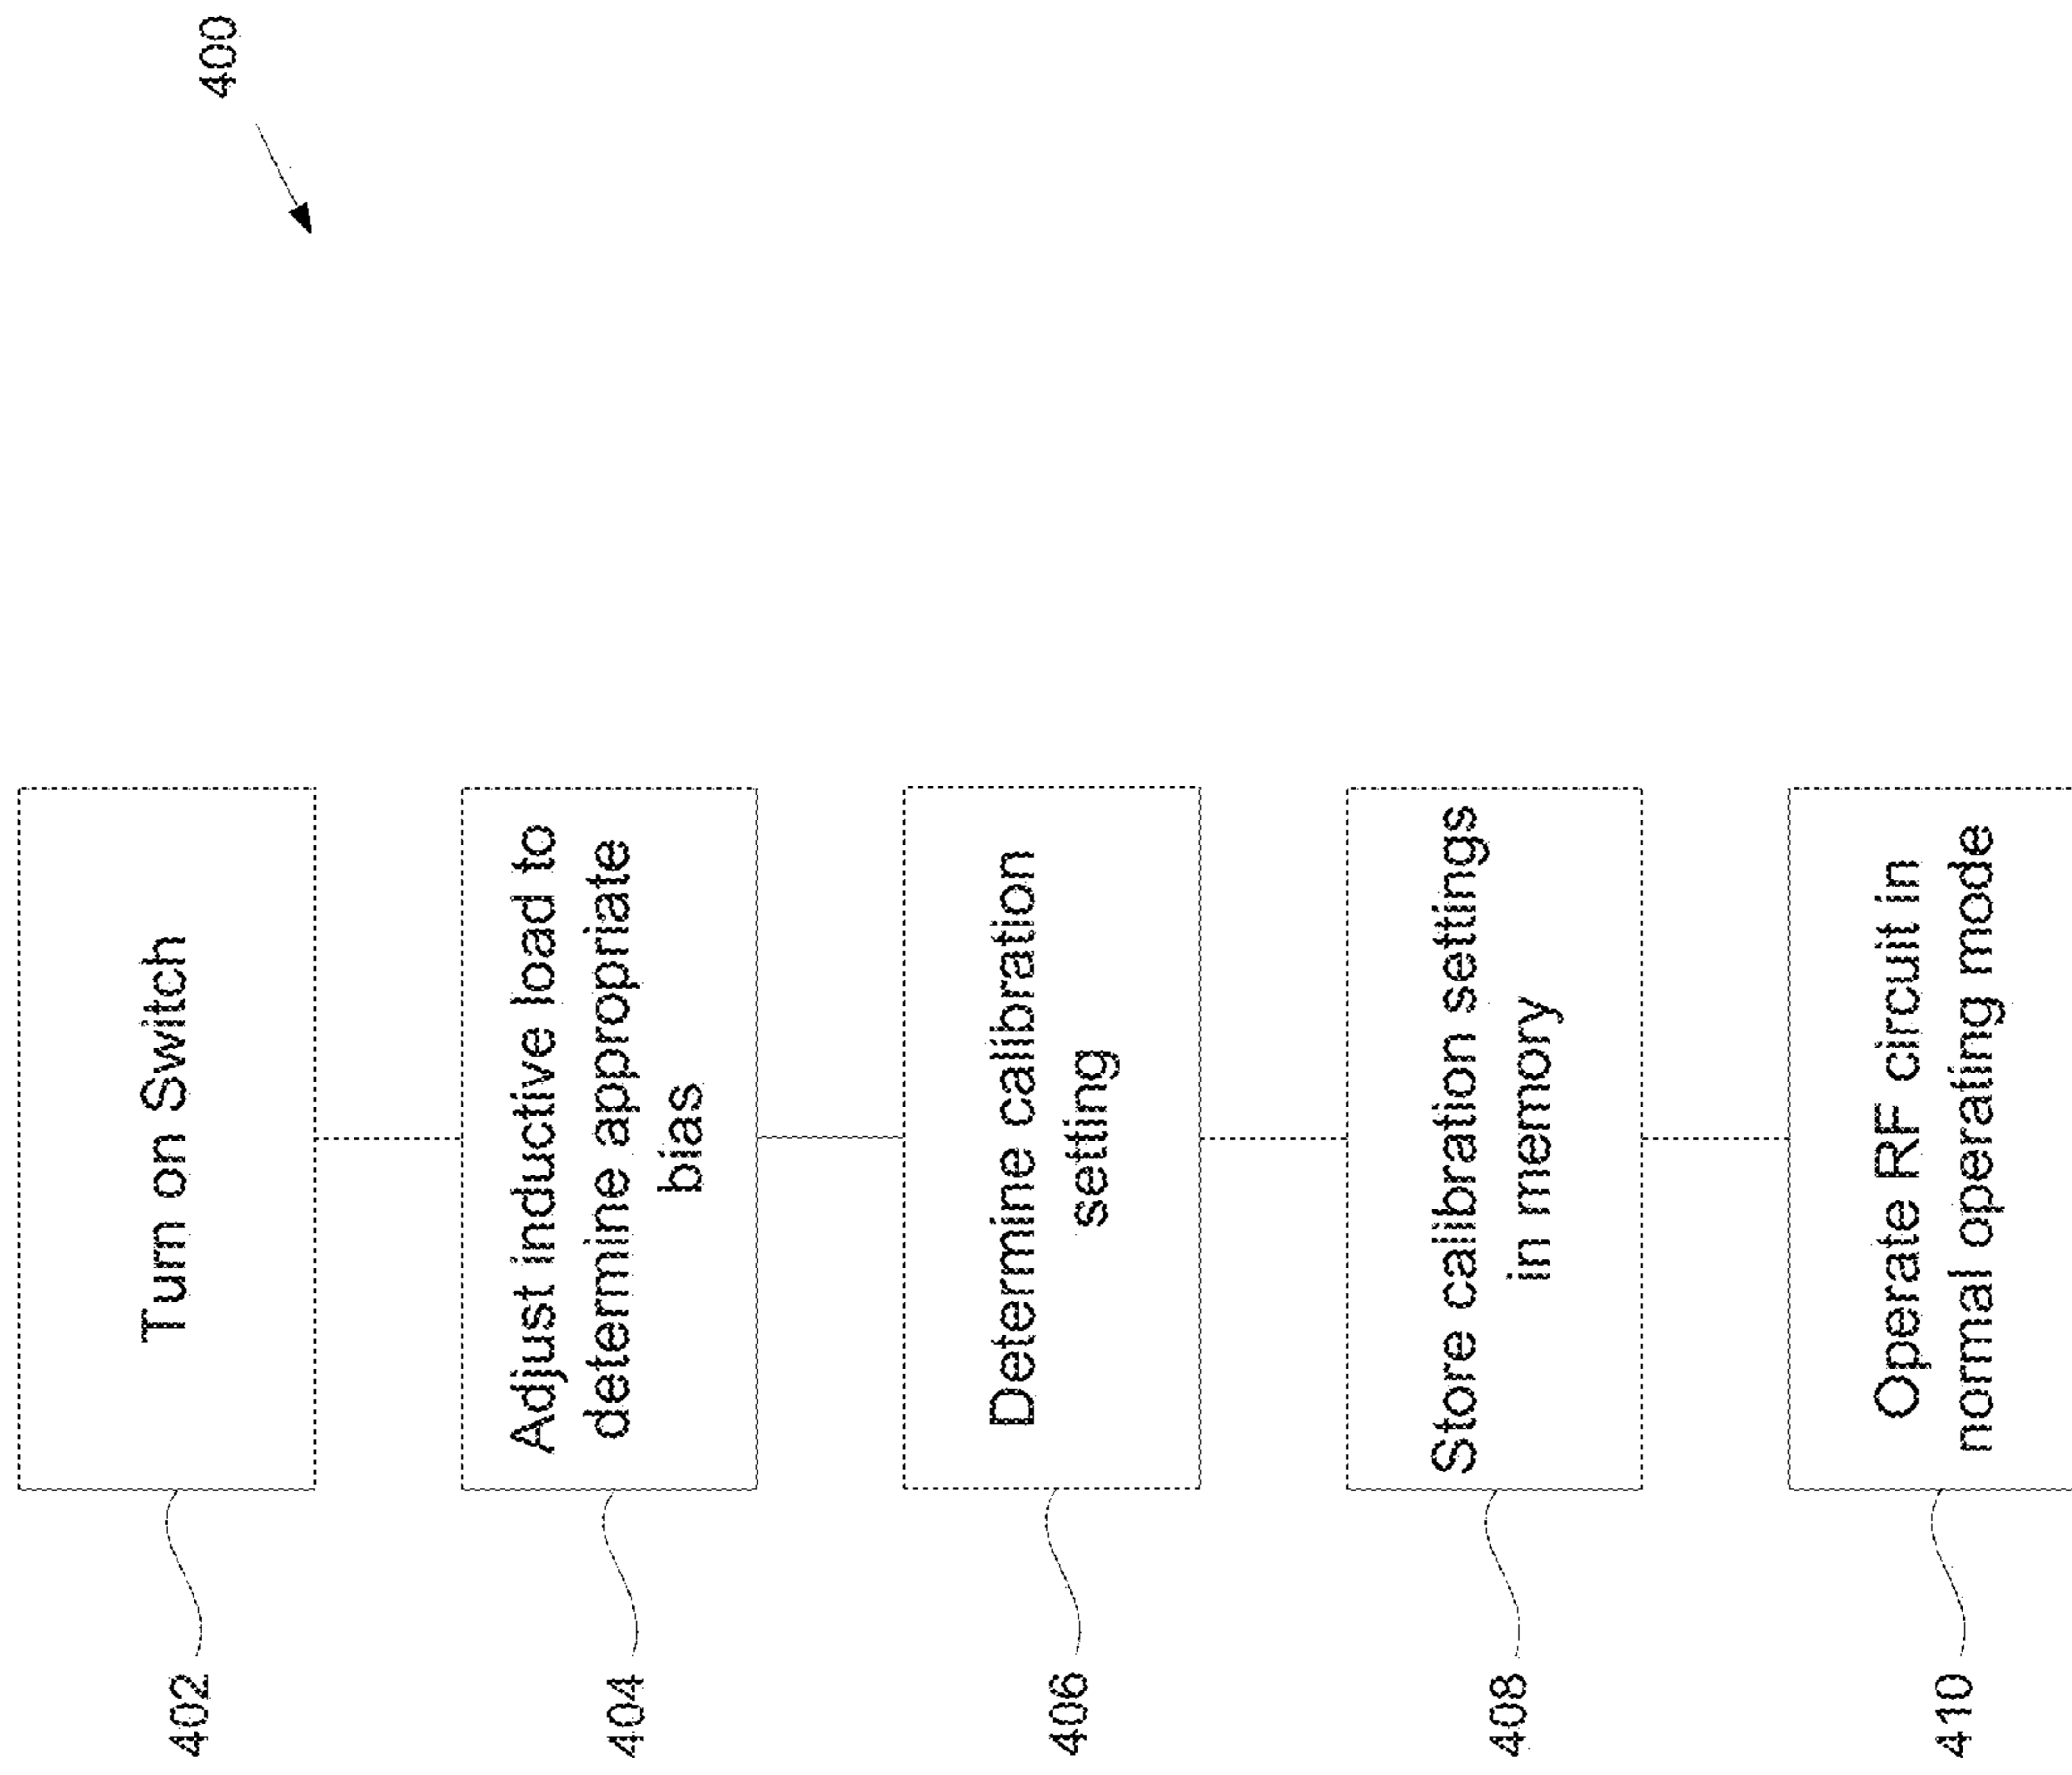 400
402
Turn on Switch
404
Adjust inductive load to
determine appropriate
bias
406
Determine calibration
setting
408
Store calibration settings
in memory
410
Operate RF circuit in
normal operating mode